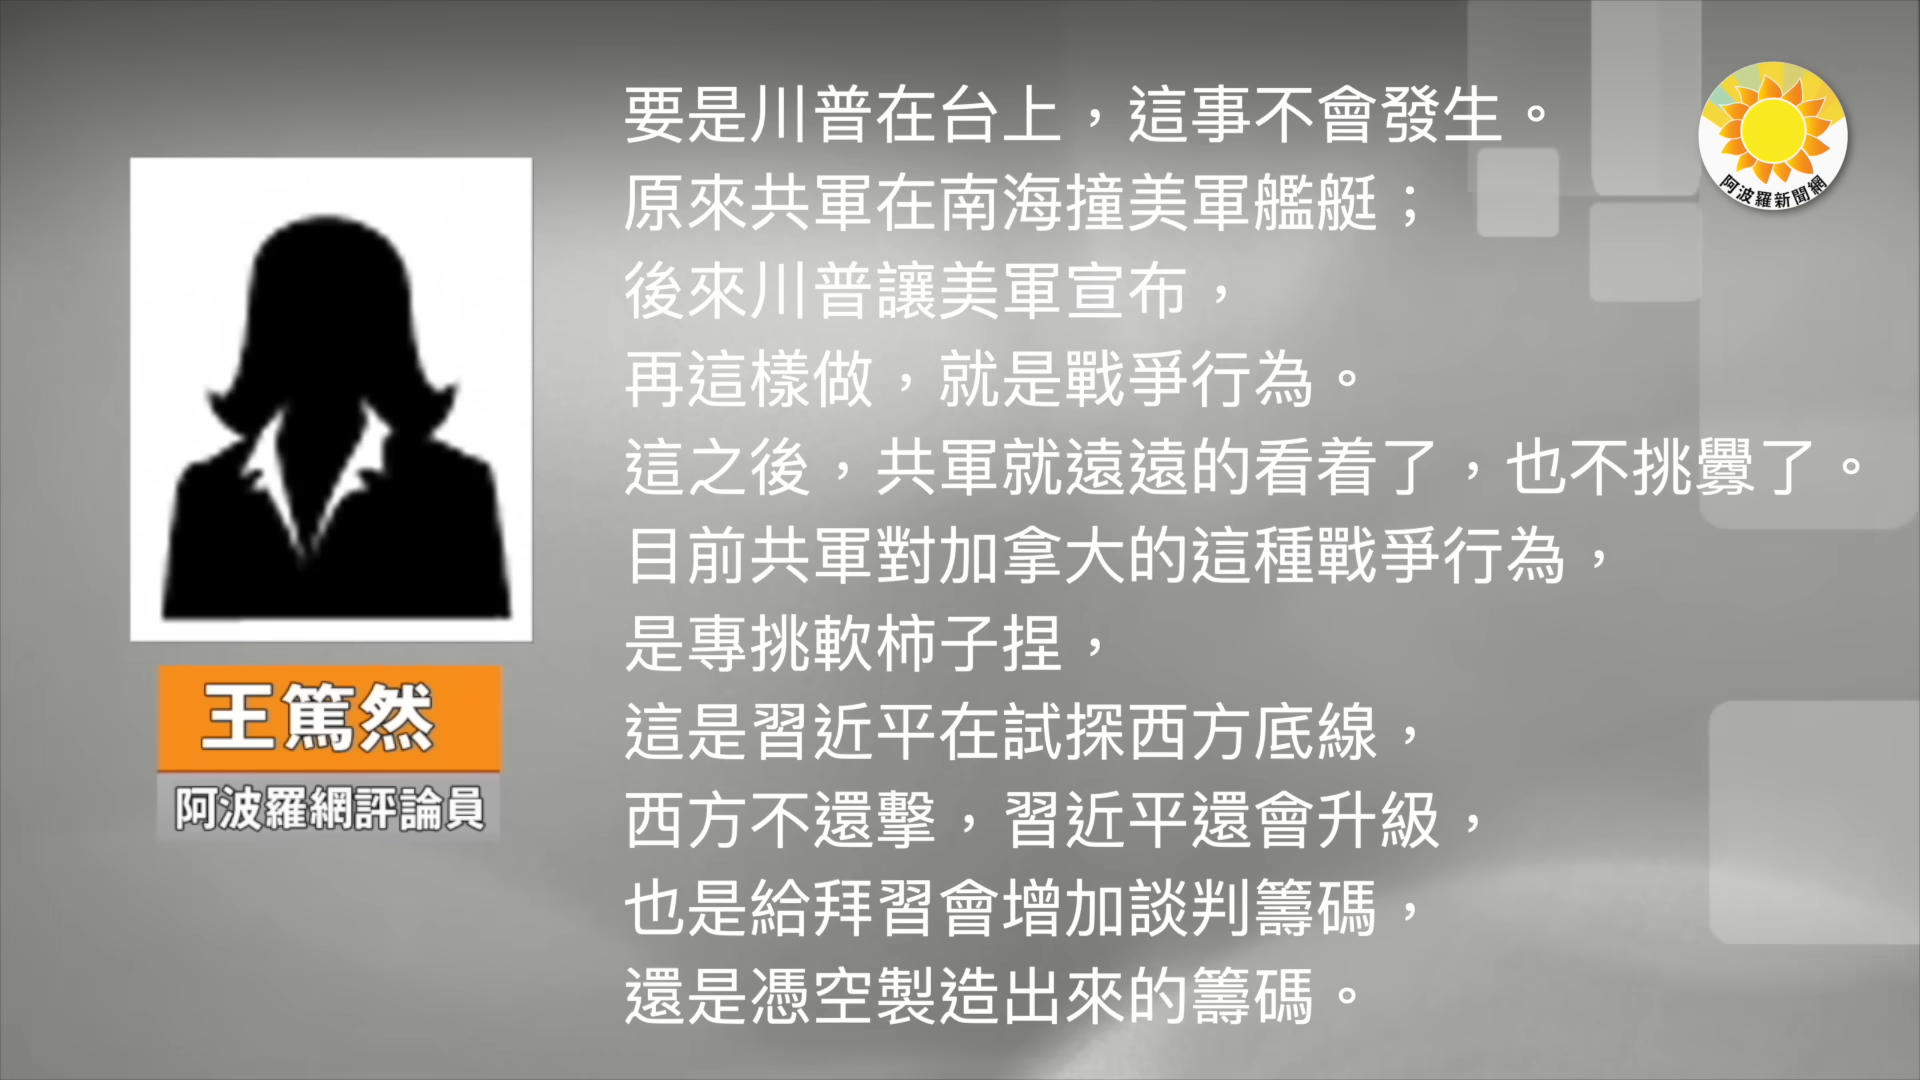 要是川普在台上，這事不會發生。
原來共軍在南海撞美軍艦艇；
後來川普讓美軍宣布，
再這樣做，就是戰爭行為。
這之後，共軍就遠遠的看着了，也不挑釁了。
目前共軍對加拿大的這種戰爭行為，
是專挑軟柿子捏，
這是習近平在試探西方底線，
西方不還擊，習近平還會升級，
也是給拜習會增加談判籌碼，
還是憑空製造出來的籌碼。
阿波羅新聞網
王篤然
阿波羅網評論員